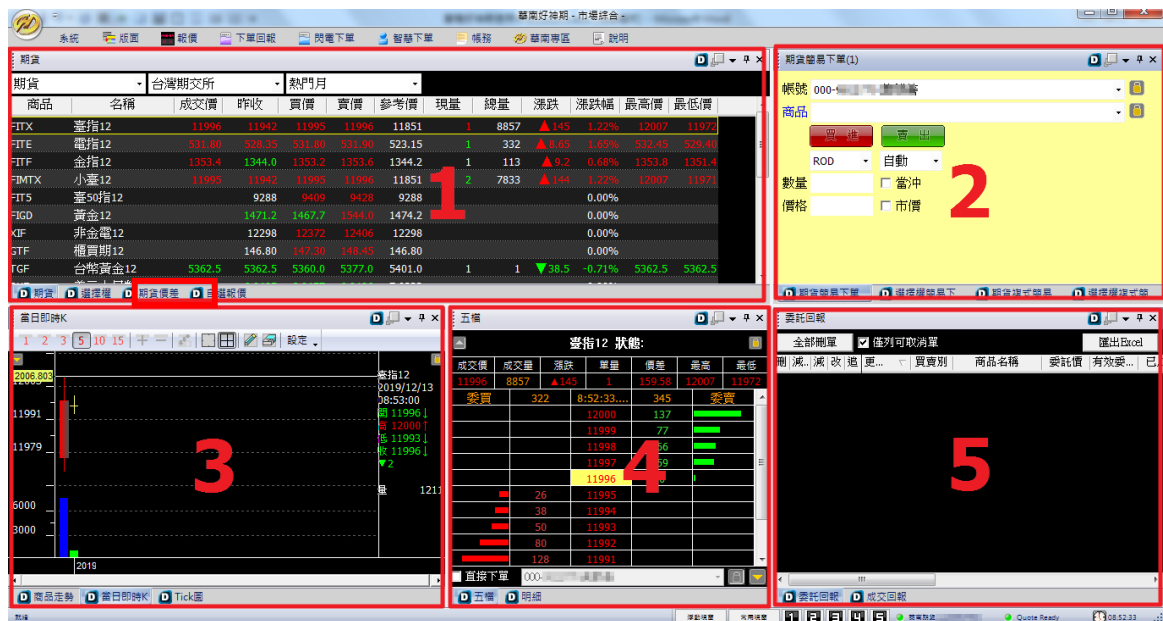 華南好神期 - 市場綜合 -
系統 版面 報價 下單回報 閃電下單 智慧下單 帳務 華南專區 說明
期貨
期貨 台灣期交所 熱門月
商品 名稱 成交價 昨收 買價 賣價 參考價 現量 總量 漲跌 漲跌幅 最高價 最低價
FITX 臺指12 11996 11942 11995 11996 11851 1 8857 ▲145 1.22% 12007 11972
FITE 電指12 531.80 528.35 531.80 531.90 523.15 1 332 ▲8.65 1.65% 532.45 529.40
FITF 金指12 1353.4 1344.0 1353.2 1353.6 1344.2 1 113 ▲9.2 0.68% 1353.8 1351.4
FIMTX 小臺12 11995 11942 11995 11996 11851 2 7833 ▲144 1.22% 12007 11971
FIT5 臺50指12 9288 9409 9428 9288 0.00%
FIGD 黃金12 1471.2 1467.7 1544.0 1474.2 0.00%
XIF 非金電12 12298 12372 12406 12298 0.00%
GTF 櫃買期12 146.80 147.30 148.45 146.80 0.00%
TGF 台幣黃金12 5362.5 5362.5 5360.0 5377.0 5401.0 1 1 ▼38.5 -0.71% 5362.5 5362.5
1
期貨 選擇權 期貨價差 自選報價
期貨簡易下單(1)
帳號 000-9
商品
買 進 賣 出
ROD 自動
數量 當沖
價格 市價
2
期貨簡易下單 選擇權簡易下 期貨複式簡易 選擇權複式簡
當日即時K
1 2 3 5 10 15 設定
2006.803
臺指12
2019/12/13
08:53:00
開 11996↓
高 12000↑
低 11993↓
收 11996↓
▼2
量 1211
11991
11979
6000
3000
2019
3
商品走勢 當日即時K Tick圖
五檔
臺指12 狀態:
成交價 成交量 漲跌 單量 價差 最高 最低
11996 8857 ▲145 1 159.58 12007 11972
委買 322 8:52:33.... 345 委賣
12000 137
11999 77
11998
11997
11996
26 11995
38 11994
50 11993
80 11992
128 11991
4
直接下單 000-
五檔 明細
委託回報
全部刪單 僅列可取消單 匯出Excel
刪 減.. 減 改 追 更... 買賣別 商品名稱 委託價 有效委... 已
5
委託回報 成交回報
就緒
1 2 3 4 5 Quote Ready 08:52:33